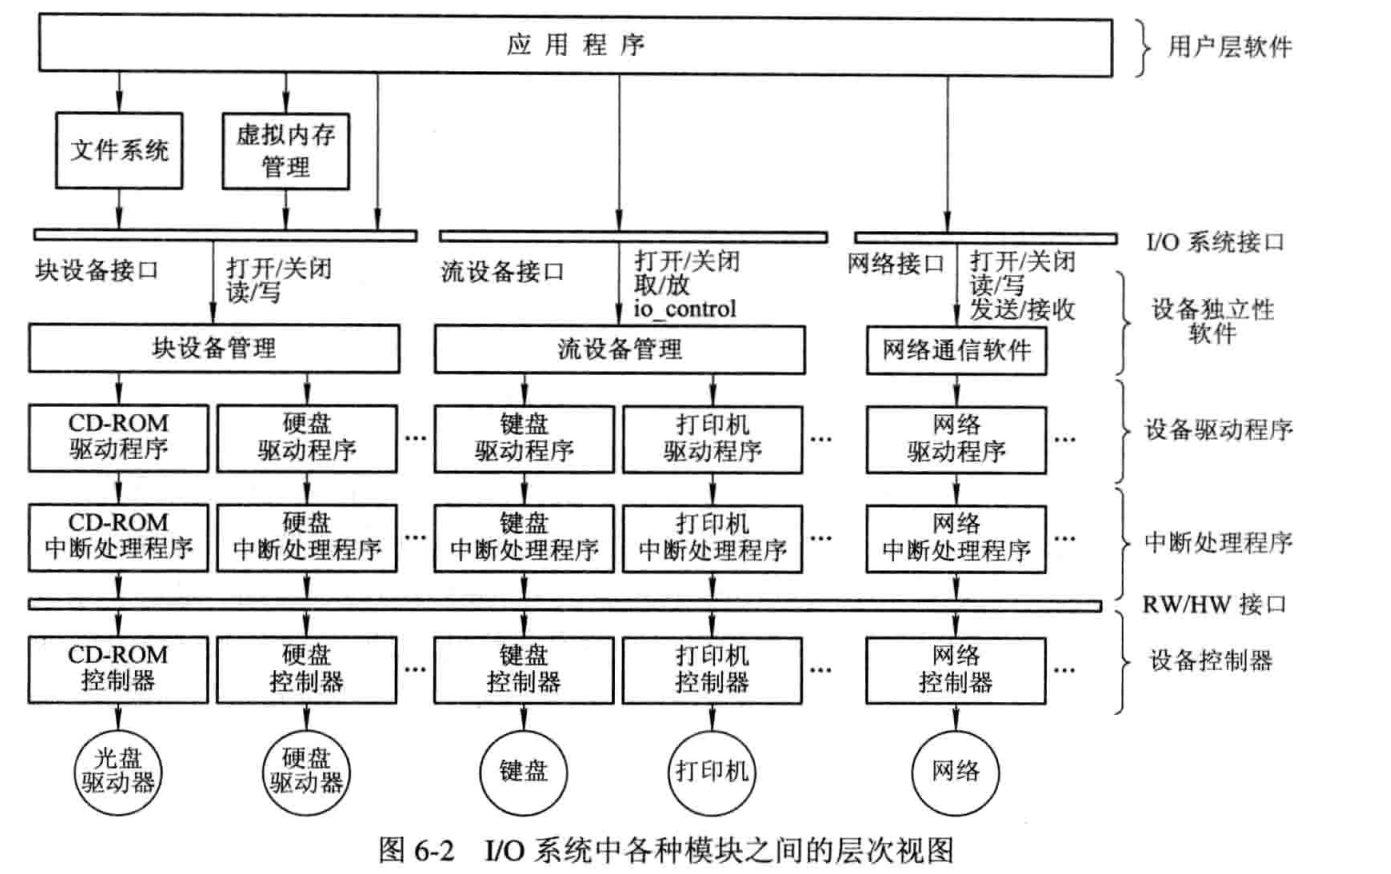 应用程序
用户层软件
文件系统
虚拟内存
管理
I/O 系统接口
块设备接口
打开/关闭
读/写
流设备接口
打开/关闭
取/放
io_control
网络接口
打开/关闭
读/写
发送/接收
设备独立性
软件
块设备管理
流设备管理
网络通信软件
CD-ROM
驱动程序
硬盘
驱动程序
...
键盘
驱动程序
打印机
驱动程序
...
网络
驱动程序
...
设备驱动程序
CD-ROM
中断处理程序
硬盘
中断处理程序
...
键盘
中断处理程序
打印机
中断处理程序
...
网络
中断处理程序
...
中断处理程序
RW/HW 接口
CD-ROM
控制器
硬盘
控制器
...
键盘
控制器
打印机
控制器
...
网络
控制器
...
设备控制器
光盘
驱动器
硬盘
驱动器
键盘
打印机
网络
图 6-2 I/O 系统中各种模块之间的层次视图